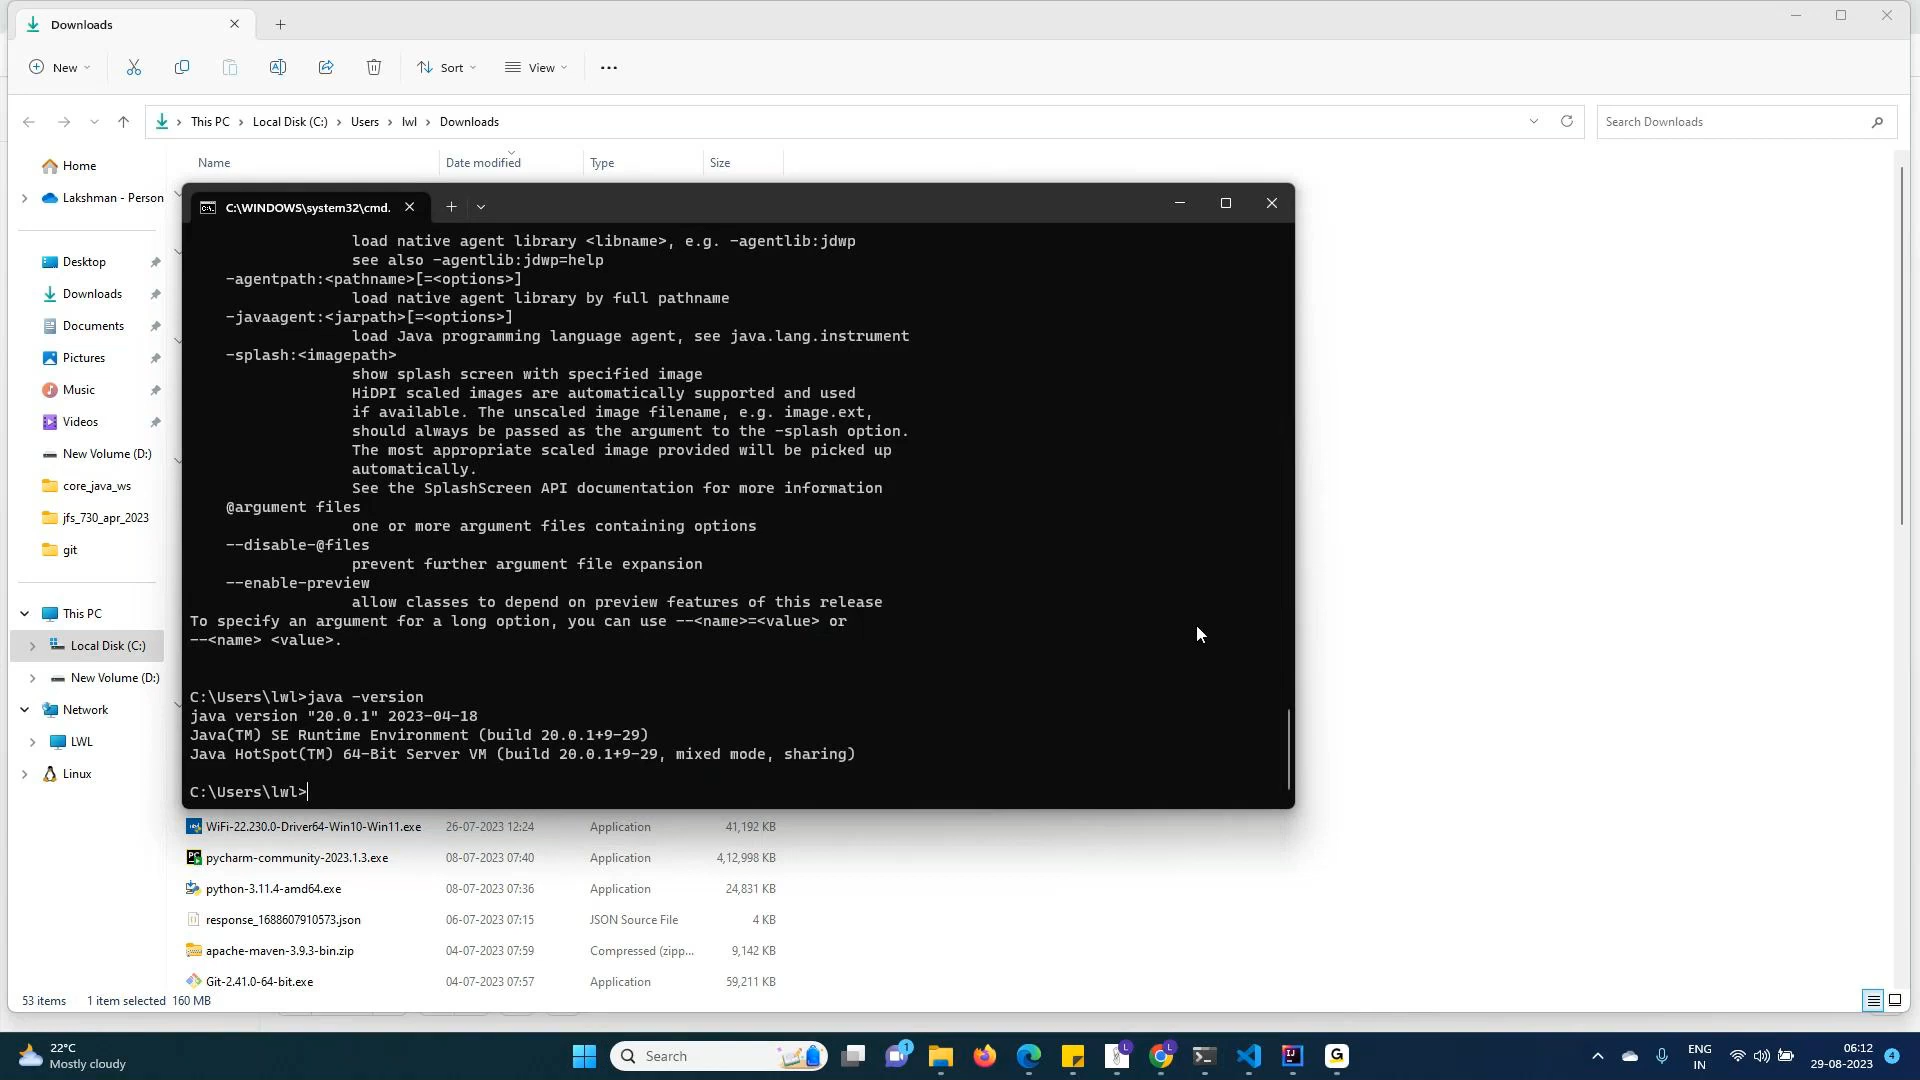 Downloads
New
Sort
View
This PC > Local Disk (C:) > Users > lwl > Downloads
Search Downloads
Name
Date modified
Type
Size
Home
Lakshman - Person
Desktop
Downloads
Documents
Pictures
Music
Videos
New Volume (D:)
core_java_ws
jfs_730_apr_2023
git
This PC
Local Disk (C:)
New Volume (D:)
Network
LWL
Linux
C:\WINDOWS\system32\cmd.
load native agent library <libname>, e.g. -agentlib:jdwp
see also -agentlib:jdwp=help
-agentpath:<pathname>[=<options>]
load native agent library by full pathname
-javaagent:<jarpath>[=<options>]
load Java programming language agent, see java.lang.instrument
-splash:<imagepath>
show splash screen with specified image
HiDPI scaled images are automatically supported and used
if available. The unscaled image filename, e.g. image.ext,
should always be passed as the argument to the -splash option.
The most appropriate scaled image provided will be picked up
automatically.
See the SplashScreen API documentation for more information
@argument files
one or more argument files containing options
--disable-@files
prevent further argument file expansion
--enable-preview
allow classes to depend on preview features of this release
To specify an argument for a long option, you can use --<name>=<value> or
--<name> <value>.
C:\Users\lwl>java -version
java version "20.0.1" 2023-04-18
Java(TM) SE Runtime Environment (build 20.0.1+9-29)
Java HotSpot(TM) 64-Bit Server VM (build 20.0.1+9-29, mixed mode, sharing)
C:\Users\lwl>
WiFi-22.230.0-Driver64-Win10-Win11.exe 26-07-2023 12:24 Application 41,192 KB
pycharm-community-2023.1.3.exe 08-07-2023 07:40 Application 4,12,998 KB
python-3.11.4-amd64.exe 08-07-2023 07:36 Application 24,831 KB
response_1688607910573.json 06-07-2023 07:15 JSON Source File 4 KB
apache-maven-3.9.3-bin.zip 04-07-2023 07:59 Compressed (zipp... 9,142 KB
Git-2.41.0-64-bit.exe 04-07-2023 07:57 Application 59,211 KB
53 items 1 item selected 160 MB
22°C
Mostly cloudy
Search
1
L
L
ENG
IN
06:12
29-08-2023
4